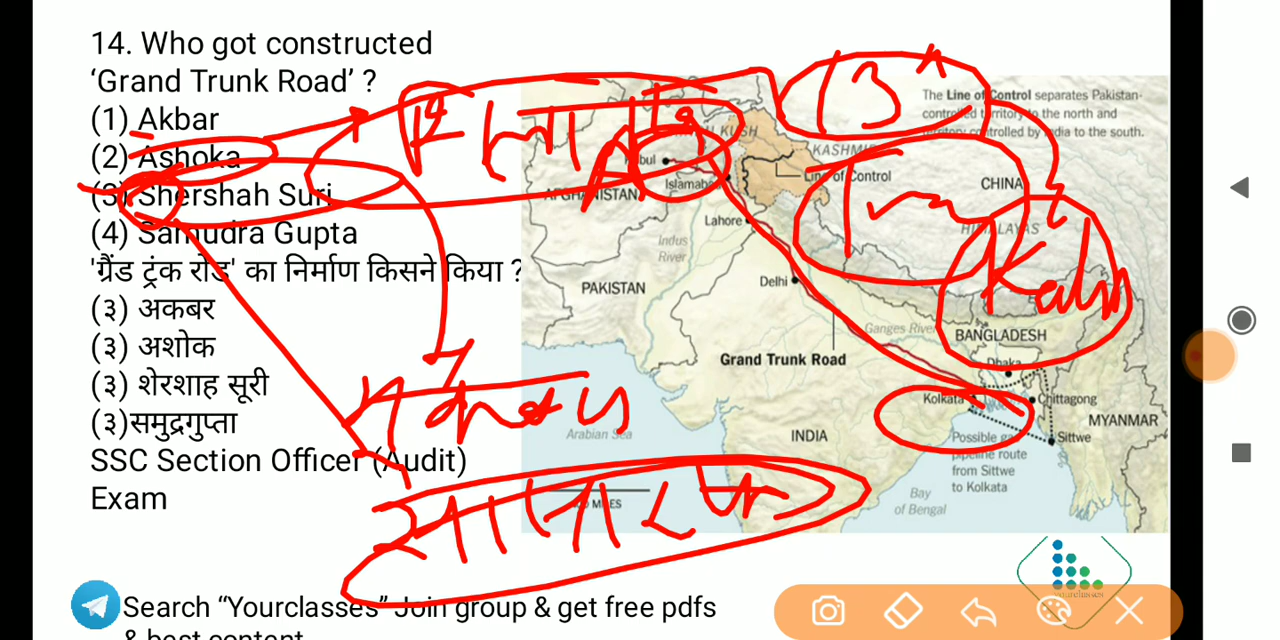 14. Who got constructed
‘Grand Trunk Road’ ?
(1) Akbar
(2) Ashoka
(3) Shershah Suri
(4) Samudra Gupta
'ग्रैंड ट्रंक रोड' का निर्माण किसने किया ?
(३) अकबर
(३) अशोक
(३) शेरशाह सूरी
(३)समुद्रगुप्ता
SSC Section Officer (Audit)
Exam
The Line of Control separates Pakistan-
controlled territory to the north and
territory controlled by India to the south.
KUSH
KASHMIR
Kabul
Line of Control
Islamabad
CHINA
AFGHANISTAN
Lahore
HIMALAYAS
Indus
River
Delhi
PAKISTAN
Ganges River
BANGLADESH
Grand Trunk Road
Dhaka
Kolkata
Chittagong
MYANMAR
Arabian Sea
INDIA
Sittwe
Possible gas
pipeline route
from Sittwe
to Kolkata
MILES
Bay
of Bengal
Search “Yourclasses” Join group & get free pdfs
& best content